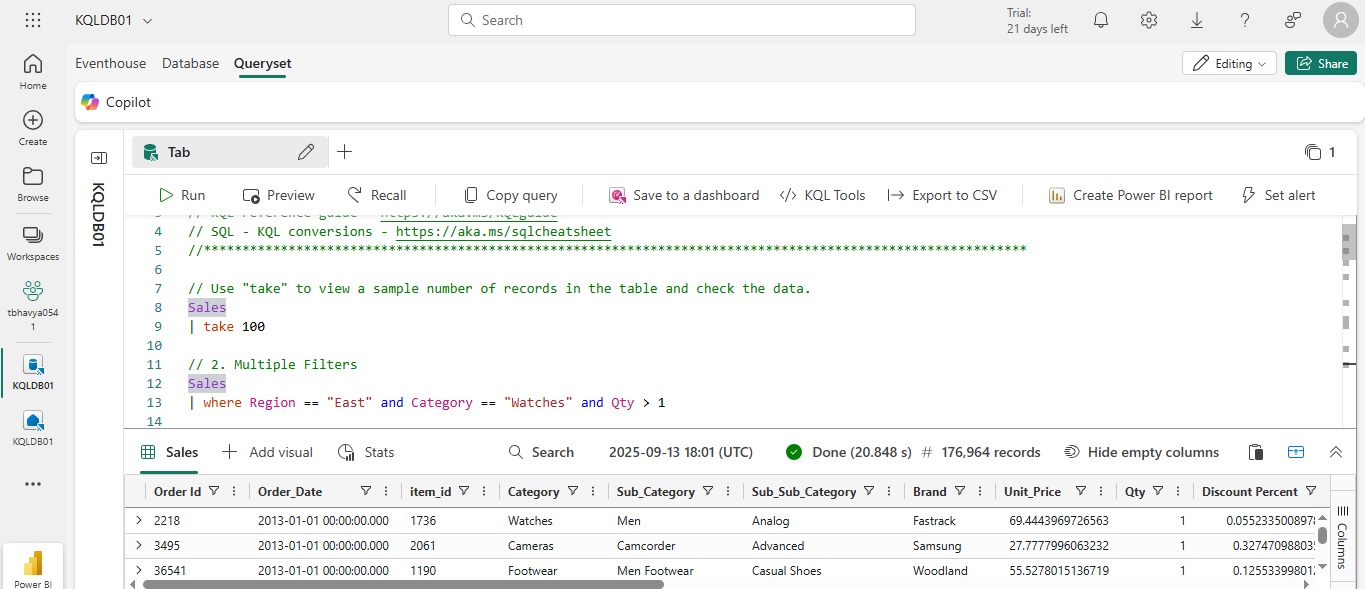 KQLDB01
Search
Trial:
21 days left
Eventhouse Database Queryset
Editing
Share
Home
Create
Browse
Workspaces
tbhavya054
1
KQLDB01
KQLDB01
Power BI
Copilot
KQLDB01
Tab
1
Run Preview Recall Copy query Save to a dashboard KQL Tools Export to CSV Create Power BI report Set alert
3 // KQL reference guide - https://aka.ms/KQLguide
4 // SQL - KQL conversions - https://aka.ms/sqlcheatsheet
5 //***********************************************************************************************************
6
7 // Use "take" to view a sample number of records in the table and check the data.
8 Sales
9 | take 100
10
11 // 2. Multiple Filters
12 Sales
13 | where Region == "East" and Category == "Watches" and Qty > 1
14
Sales Add visual Stats Search 2025-09-13 18:01 (UTC) Done (20.848 s) # 176,964 records Hide empty columns
Order Id Order_Date item_id Category Sub_Category Sub_Sub_Category Brand Unit_Price Qty Discount Percent
2218 2013-01-01 00:00:00.000 1736 Watches Men Analog Fastrack 69.4443969726563 1 0.055233500897
3495 2013-01-01 00:00:00.000 2061 Cameras Camcorder Advanced Samsung 27.7777996063232 1 0.32747098803
36541 2013-01-01 00:00:00.000 1190 Footwear Men Footwear Casual Shoes Woodland 55.5278015136719 1 0.12553399801
Columns